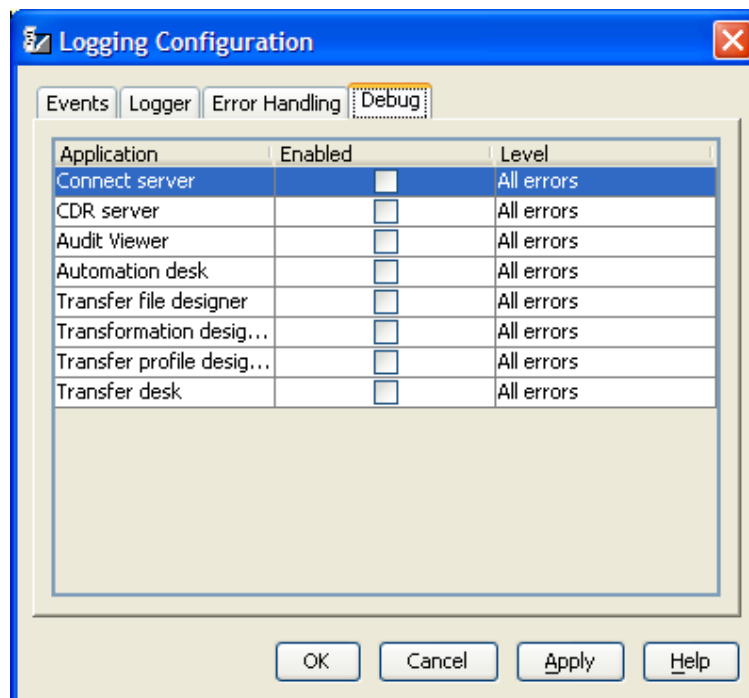 Logging Configuration
Events Logger Error Handling Debug
Application Enabled Level
Connect server All errors
CDR server All errors
Audit Viewer All errors
Automation desk All errors
Transfer file designer All errors
Transformation desig... All errors
Transfer profile desig... All errors
Transfer desk All errors
OK Cancel Apply Help